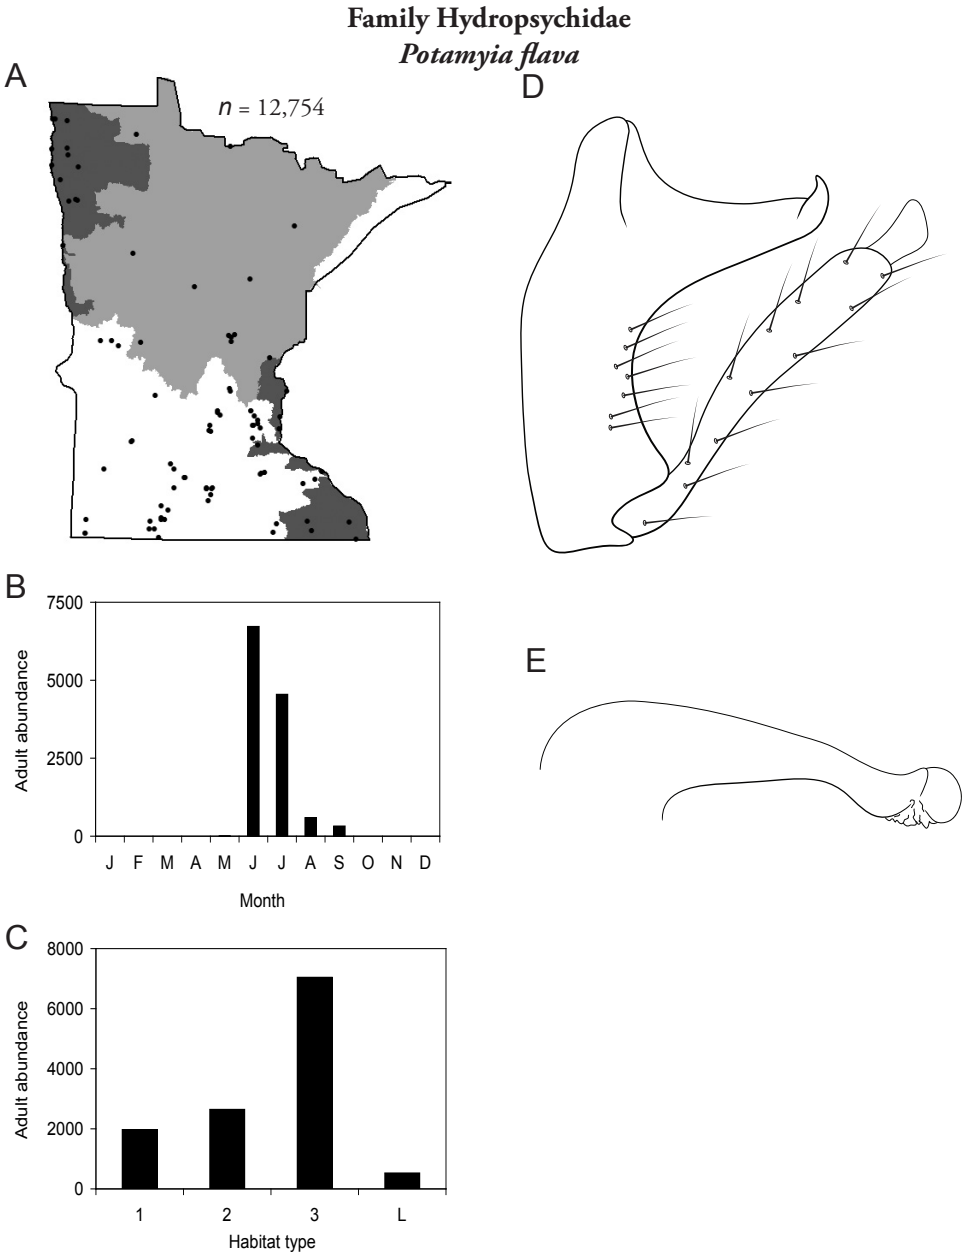 Family Hydropsychidae
Potamyia flava
A
n = 12,754
D
B
7500
5000
2500
0
Adult abundance
J F M A M J J A S O N D
Month
E
C
8000
6000
4000
2000
0
Adult abundance
1 2 3 L
Habitat type